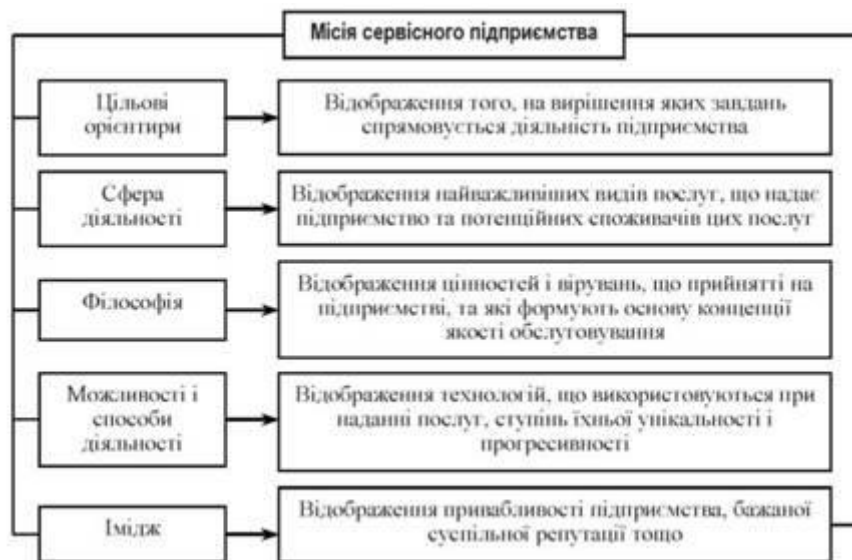 Місія сервісного підприємства
Цільові
орієнтири
Відображення того, на вирішення яких завдань
спрямовується діяльність підприємства
Сфера
діяльності
Відображення найважливіших видів послуг, що надає
підприємство та потенційних споживачів цих послуг
Філософія
Відображення цінностей і вірувань, що прийнятті на
підприємстві, та які формують основу концепції
якості обслуговування
Можливості і
способи
діяльності
Відображення технологій, що використовуються при
наданні послуг, ступінь їхньої унікальності і
прогресивності
Імідж
Відображення привабливості підприємства, бажаної
суспільної репутації тощо